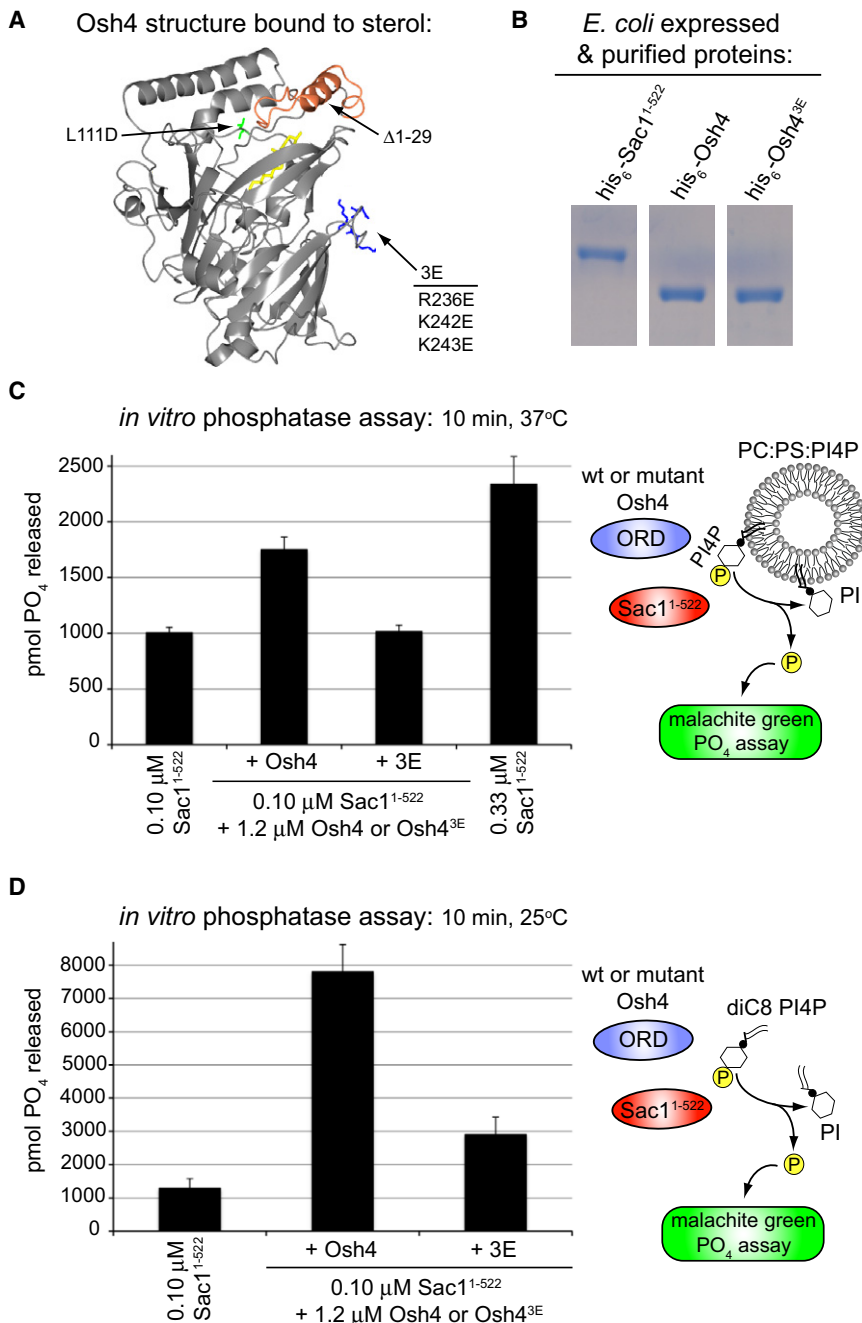 A
Osh4 structure bound to sterol:
L111D
Δ1-29
3E
R236E
K242E
K243E
B
E. coli expressed
& purified proteins:
his6-Sac1¹⁻⁵²²
his6-Osh4
his6-Osh4³ᴱ
C
in vitro phosphatase assay: 10 min, 37°C
pmol PO4 released
2500
2000
1500
1000
500
0
0.10 µM
Sac1¹⁻⁵²²
+ Osh4
+ 3E
0.10 µM Sac1¹⁻⁵²²
+ 1.2 µM Osh4 or Osh4³ᴱ
0.33 µM
Sac1¹⁻⁵²²
wt or mutant
Osh4
ORD
Sac1¹⁻⁵²²
PC:PS:PI4P
PI4P
P
PI
P
malachite green
PO4 assay
D
in vitro phosphatase assay: 10 min, 25°C
pmol PO4 released
8000
7000
6000
5000
4000
3000
2000
1000
0
0.10 µM
Sac1¹⁻⁵²²
+ Osh4
+ 3E
0.10 µM Sac1¹⁻⁵²²
+ 1.2 µM Osh4 or Osh4³ᴱ
wt or mutant
Osh4
ORD
Sac1¹⁻⁵²²
diC8 PI4P
P
PI
P
malachite green
PO4 assay